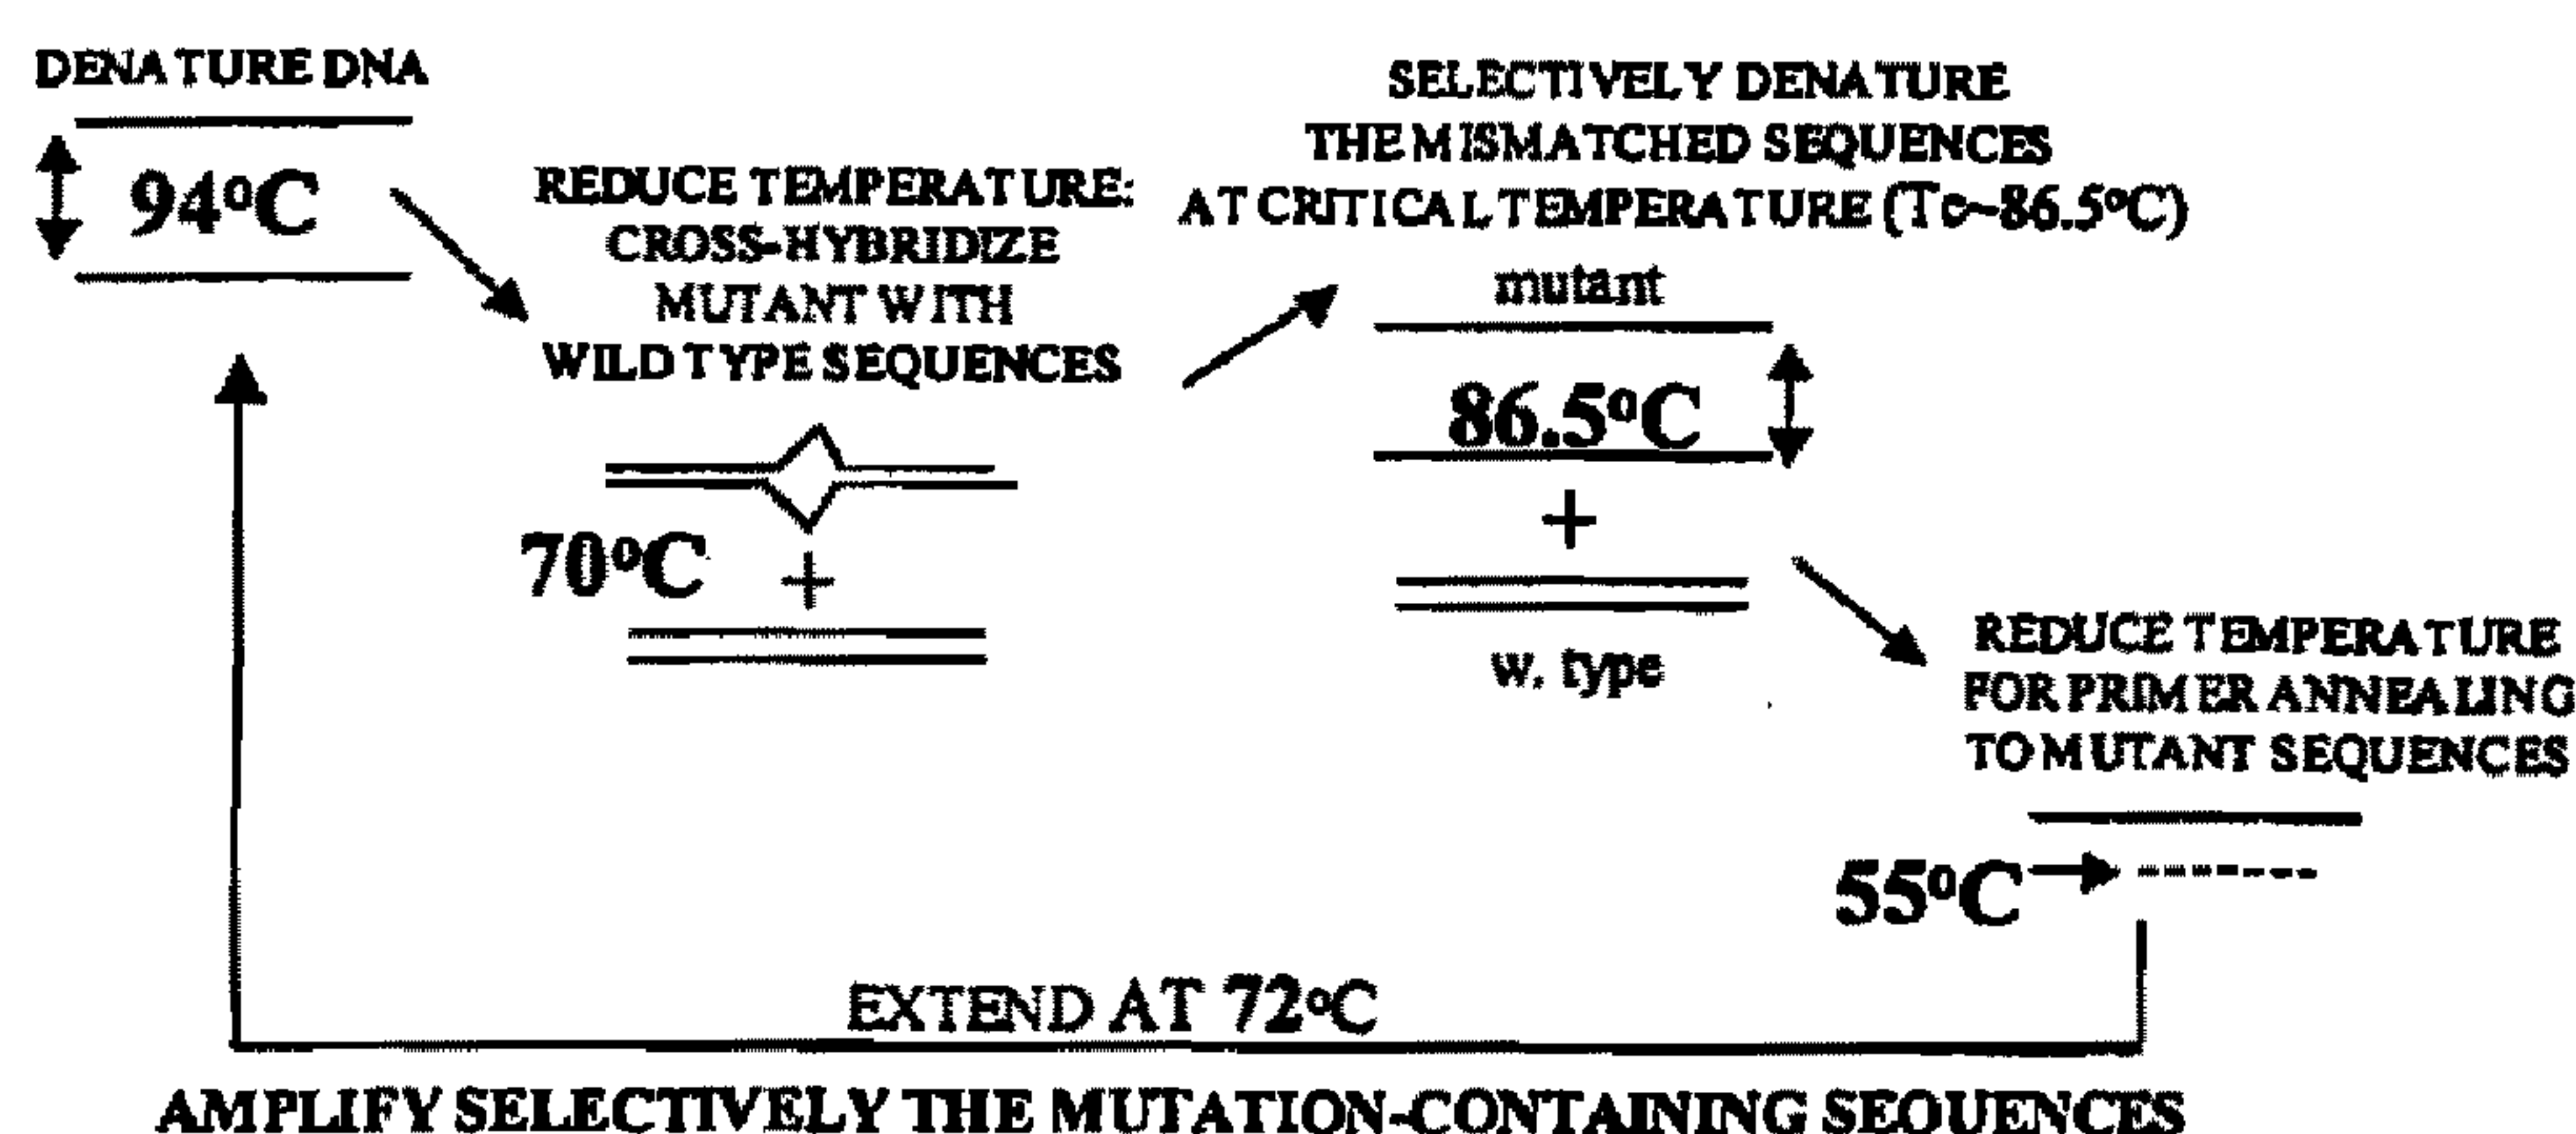 DENATURE DNA
94°C
REDUCE TEMPERATURE:
CROSS-HYBRIDIZE
MUTANT WITH
WILD TYPE SEQUENCES
70°C
+
SELECTIVELY DENATURE
THE MISMATCHED SEQUENCES
AT CRITICAL TEMPERATURE (Tc~86.5°C)
mutant
86.5°C
+
w. type
REDUCE TEMPERATURE
FOR PRIMER ANNEALING
TO MUTANT SEQUENCES
55°C
EXTEND AT 72°C
AMPLIFY SELECTIVELY THE MUTATION-CONTAINING SEQUENCES